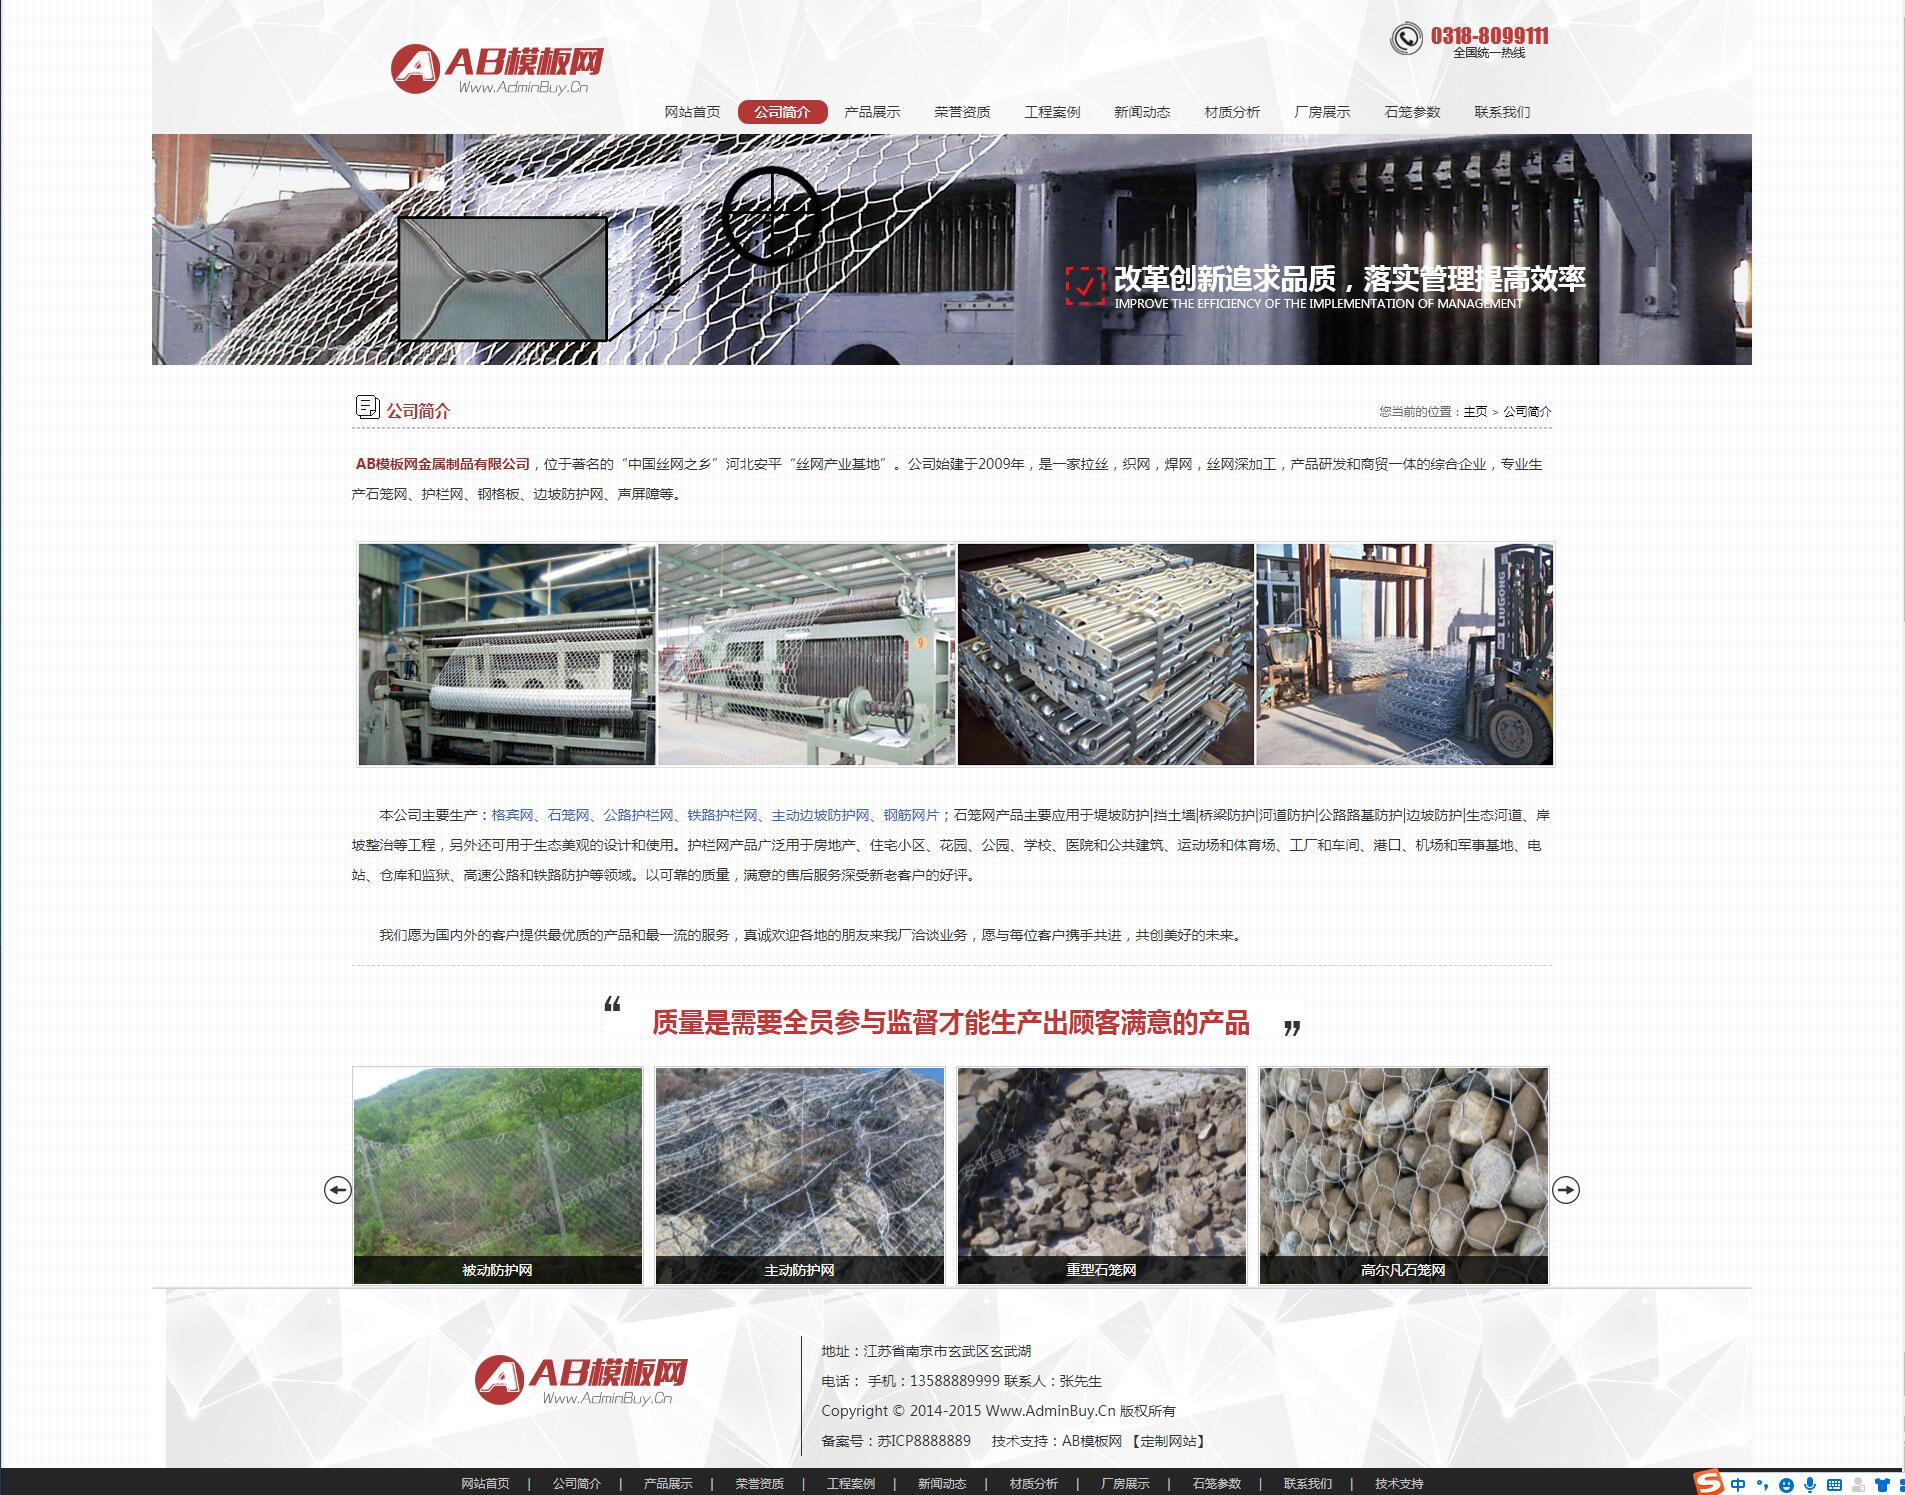 AB模板网
Www.AdminBuy.Cn
0318-8099111
全国统一热线
网站首页 公司简介 产品展示 荣誉资质 工程案例 新闻动态 材质分析 厂房展示 石笼参数 联系我们
改革创新追求品质，落实管理提高效率
IMPROVE THE EFFICIENCY OF THE IMPLEMENTATION OF MANAGEMENT
公司简介
您当前的位置：主页 > 公司简介
AB模板网金属制品有限公司，位于著名的“中国丝网之乡”河北安平“丝网产业基地”。公司始建于2009年，是一家拉丝，织网，焊网，丝网深加工，产品研发和商贸一体的综合企业，专业生
产石笼网、护栏网、钢格板、边坡防护网、声屏障等。
9
LiuGONG
本公司主要生产：格宾网、石笼网、公路护栏网、铁路护栏网、主动边坡防护网、钢筋网片；石笼网产品主要应用于堤坡防护|挡土墙|桥梁防护|河道防护|公路路基防护|边坡防护|生态河道、岸
坡整治等工程，另外还可用于生态美观的设计和使用。护栏网产品广泛用于房地产、住宅小区、花园、公园、学校、医院和公共建筑、运动场和体育场、工厂和车间、港口、机场和军事基地、电
站、仓库和监狱、高速公路和铁路防护等领域。以可靠的质量，满意的售后服务深受新老客户的好评。
我们愿为国内外的客户提供最优质的产品和最一流的服务，真诚欢迎各地的朋友来我厂洽谈业务，愿与每位客户携手共进，共创美好的未来。
“ 质量是需要全员参与监督才能生产出顾客满意的产品 ”
被动防护网 主动防护网 重型石笼网 高尔凡石笼网
AB模板网
Www.AdminBuy.Cn
地址：江苏省南京市玄武区玄武湖
电话： 手机：13588889999 联系人：张先生
Copyright © 2014-2015 Www.AdminBuy.Cn 版权所有
备案号：苏ICP8888889 技术支持：AB模板网 【定制网站】
网站首页 | 公司简介 | 产品展示 | 荣誉资质 | 工程案例 | 新闻动态 | 材质分析 | 厂房展示 | 石笼参数 | 联系我们 | 技术支持
中